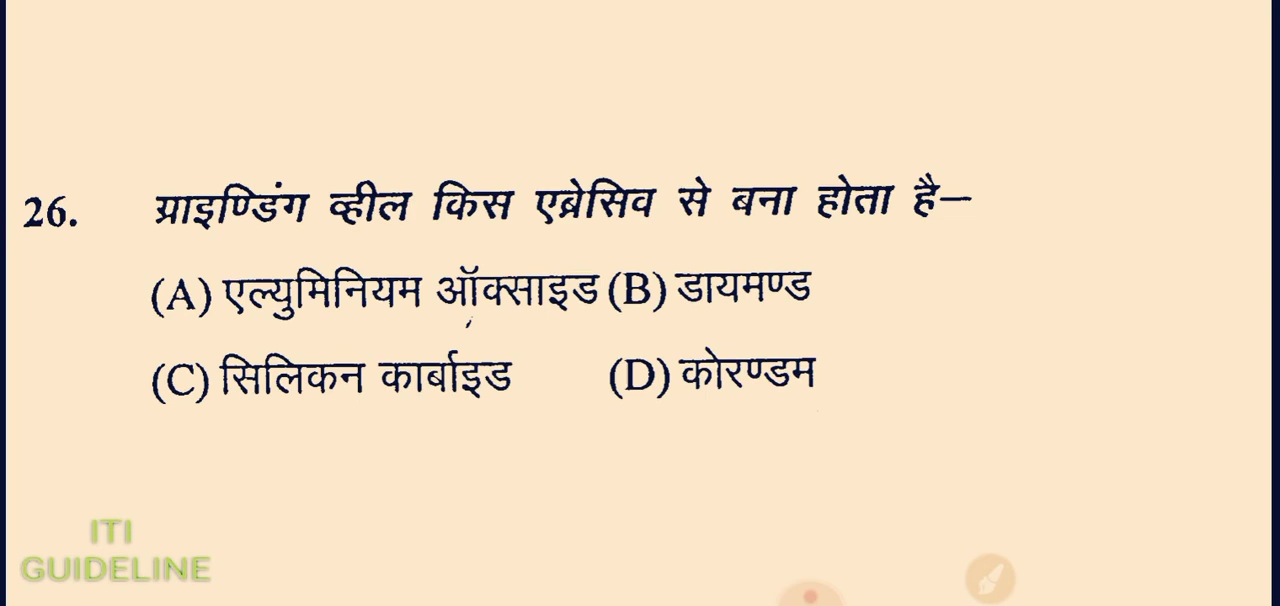 26. ग्राइण्डिंग व्हील किस एब्रेसिव से बना होता है–
(A) एल्युमिनियम ऑक्साइड (B) डायमण्ड
(C) सिलिकन कार्बाइड (D) कोरण्डम
ITI
GUIDELINE